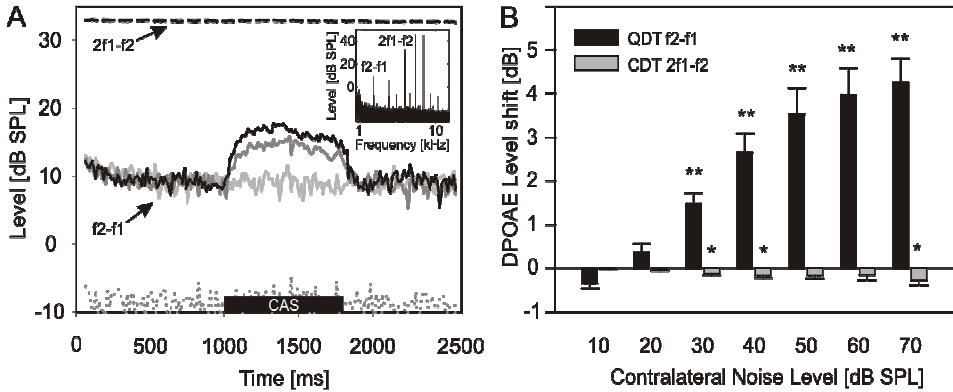 A
Level [dB SPL]
30
20
10
0
-10
2f1-f2
f2-f1
CAS
0 500 1000 1500 2000 2500
Time [ms]
Level [dB SPL]
40
20
0
2f1-f2
f2-f1
1 10
Frequency [kHz]
B
DPOAE Level shift [dB]
5
4
3
2
1
0
-1
QDT f2-f1
CDT 2f1-f2
** ** * ** * ** ** ** *
10 20 30 40 50 60 70
Contralateral Noise Level [dB SPL]